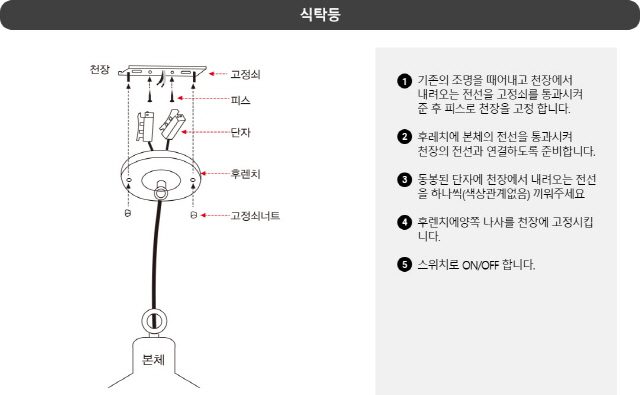 식탁등
천장
고정쇠
피스
단자
후렌치
고정쇠너트
본체
1 기존의 조명을 때어내고 천장에서
내려오는 전선을 고정쇠를 통과시켜
준 후 피스로 천장을 고정 합니다.
2 후레치에 본체의 전선을 통과시켜
천장의 전선과 연결하도록 준비합니다.
3 동봉된 단자에 천장에서 내려오는 전선
을 하나씩(색상관계없음) 끼워주세요
4 후렌치에양쪽 나사를 천장에 고정시킵
니다.
5 스위치로 ON/OFF 합니다.